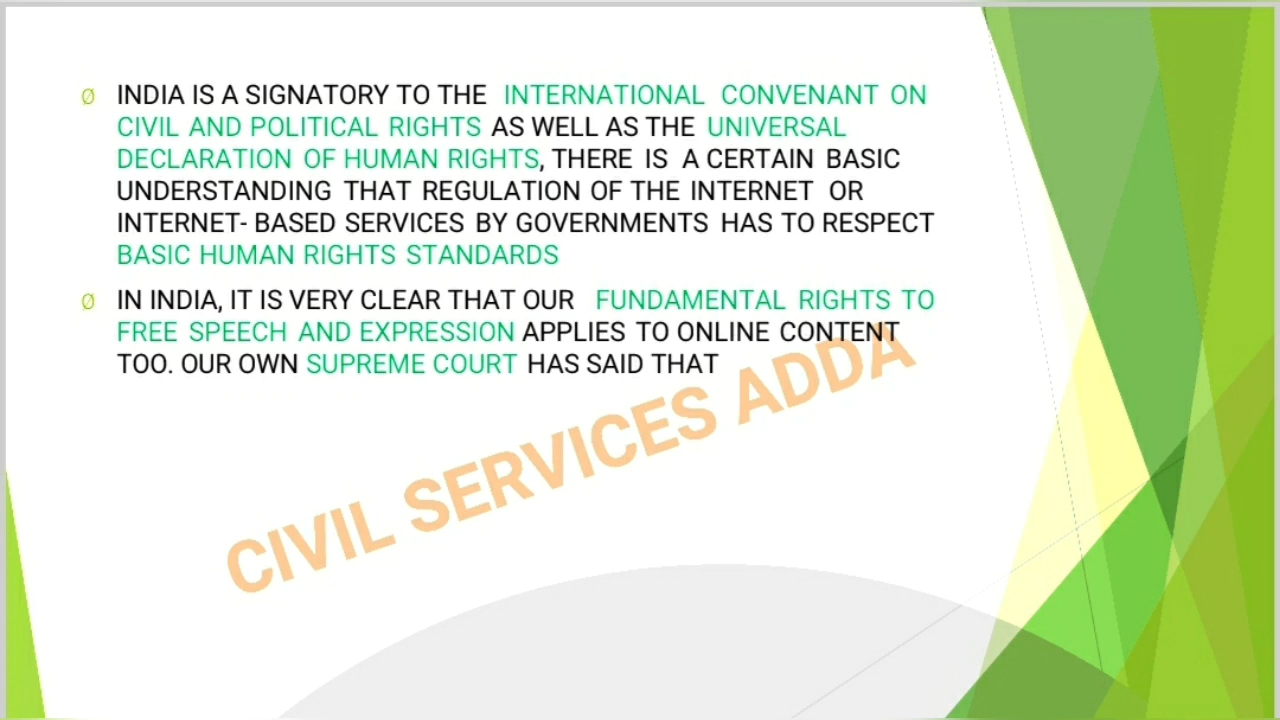 Ø INDIA IS A SIGNATORY TO THE INTERNATIONAL CONVENANT ON
CIVIL AND POLITICAL RIGHTS AS WELL AS THE UNIVERSAL
DECLARATION OF HUMAN RIGHTS, THERE IS A CERTAIN BASIC
UNDERSTANDING THAT REGULATION OF THE INTERNET OR
INTERNET- BASED SERVICES BY GOVERNMENTS HAS TO RESPECT
BASIC HUMAN RIGHTS STANDARDS
Ø IN INDIA, IT IS VERY CLEAR THAT OUR FUNDAMENTAL RIGHTS TO
FREE SPEECH AND EXPRESSION APPLIES TO ONLINE CONTENT
TOO. OUR OWN SUPREME COURT HAS SAID THAT
CIVIL SERVICES ADDA